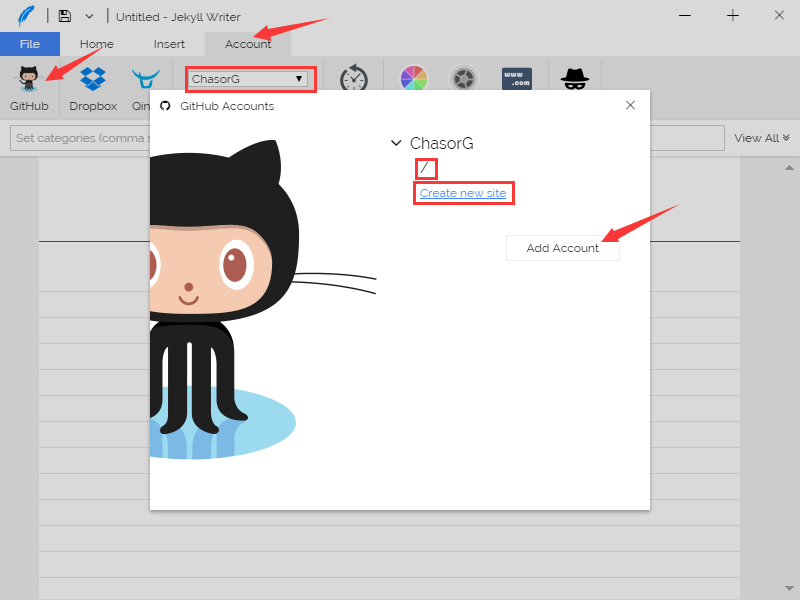 Untitled - Jekyll Writer
File Home Insert Account
ChasorG
www
.com
GitHub Dropbox Qin
GitHub Accounts
Set categories (comma s
View All
ChasorG
/
Create new site
Add Account